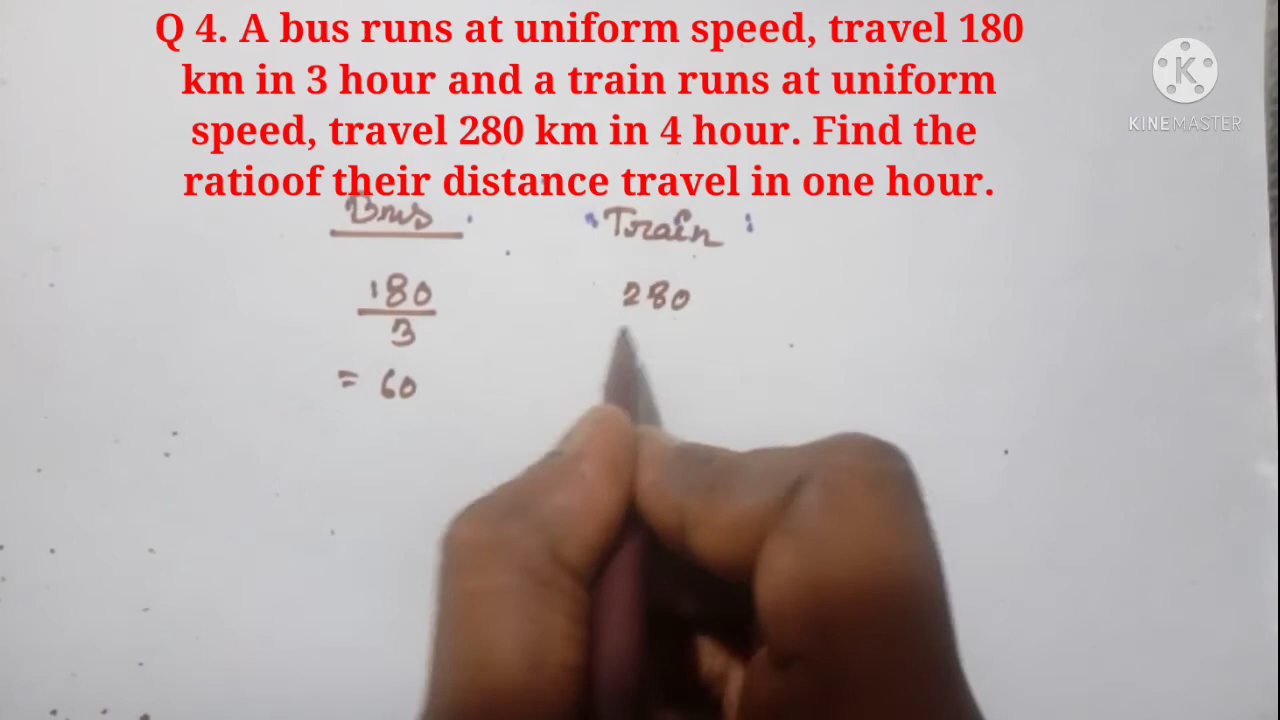 Q 4. A bus runs at uniform speed, travel 180
km in 3 hour and a train runs at uniform
speed, travel 280 km in 4 hour. Find the
ratioof their distance travel in one hour.
KINEMASTER
Bus
Train
180
280
3
= 60